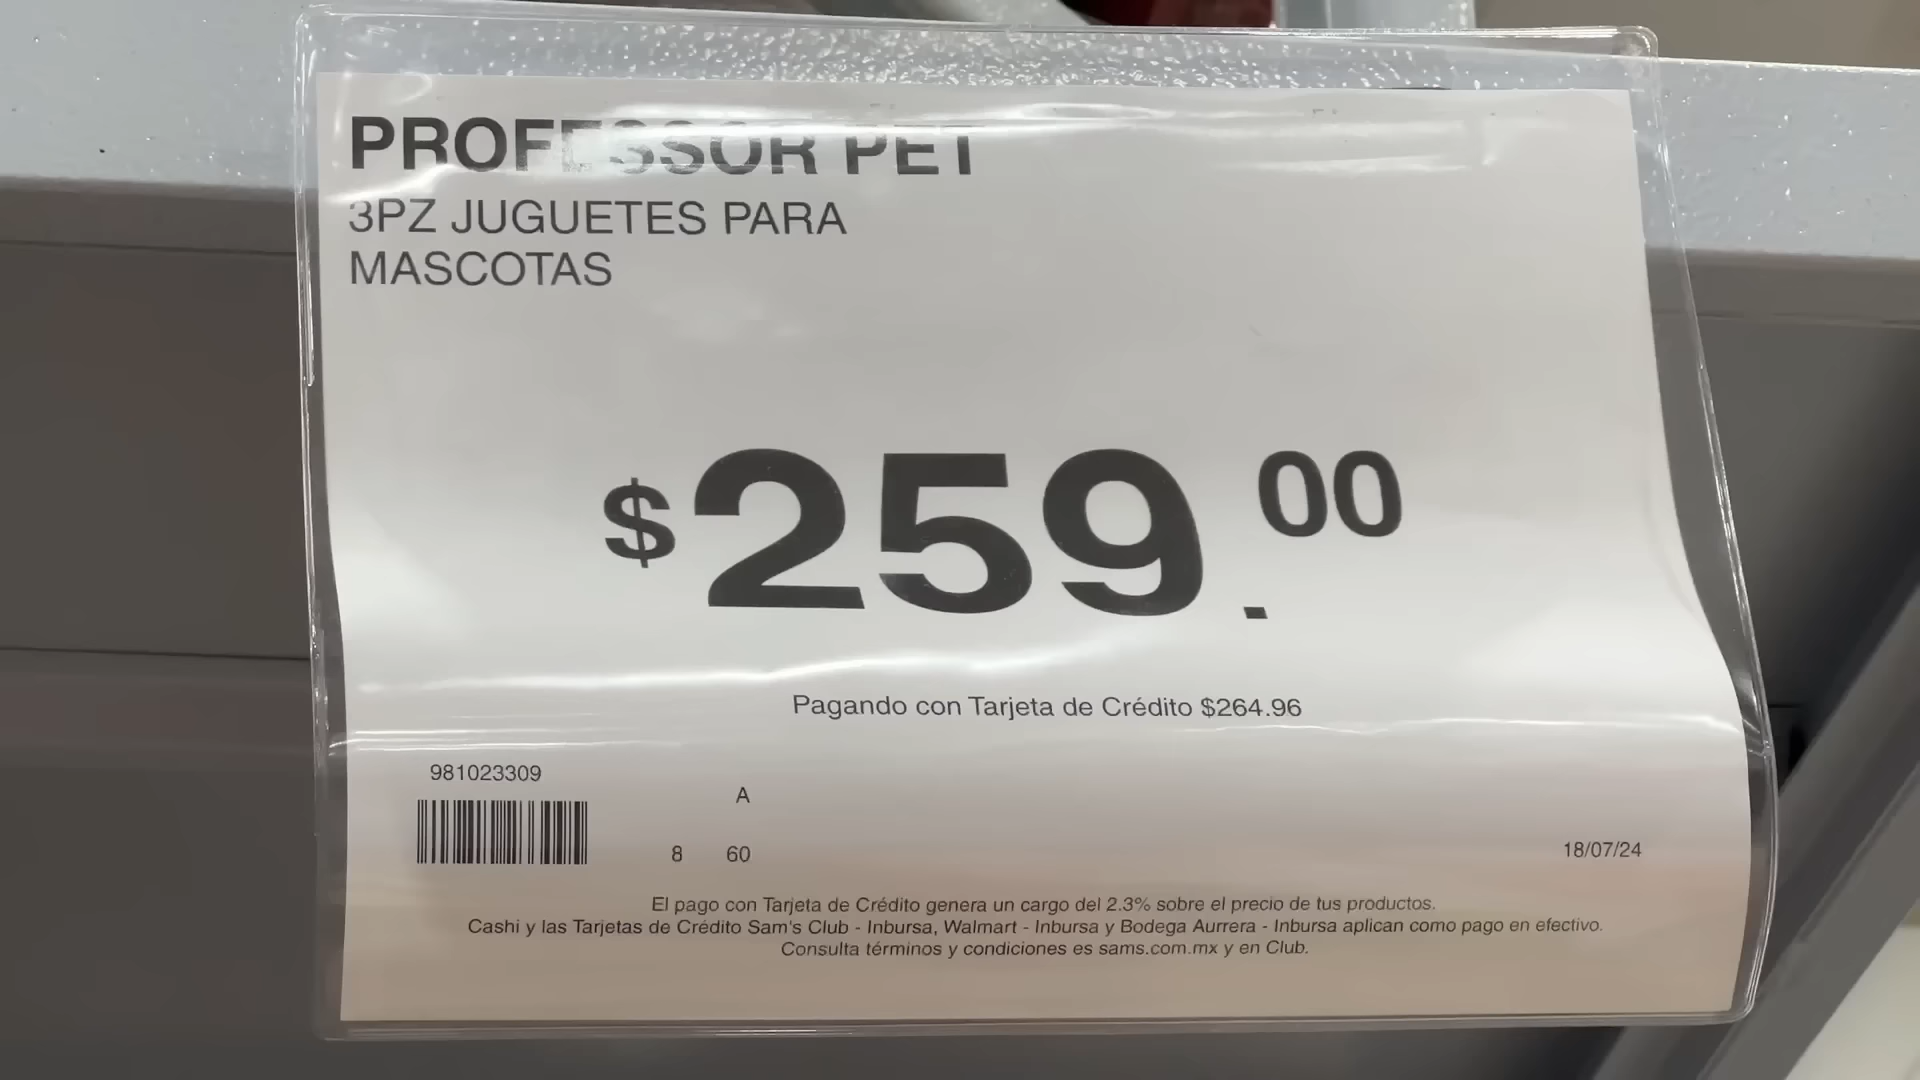 PROFESSOR PET
3PZ JUGUETES PARA
MASCOTAS
$259.00
Pagando con Tarjeta de Crédito $264.96
981023309
A
8 60
18/07/24
El pago con Tarjeta de Crédito genera un cargo del 2.3% sobre el precio de tus productos.
Cashi y las Tarjetas de Crédito Sam's Club - Inbursa, Walmart - Inbursa y Bodega Aurrera - Inbursa aplican como pago en efectivo.
Consulta términos y condiciones es sams.com.mx y en Club.